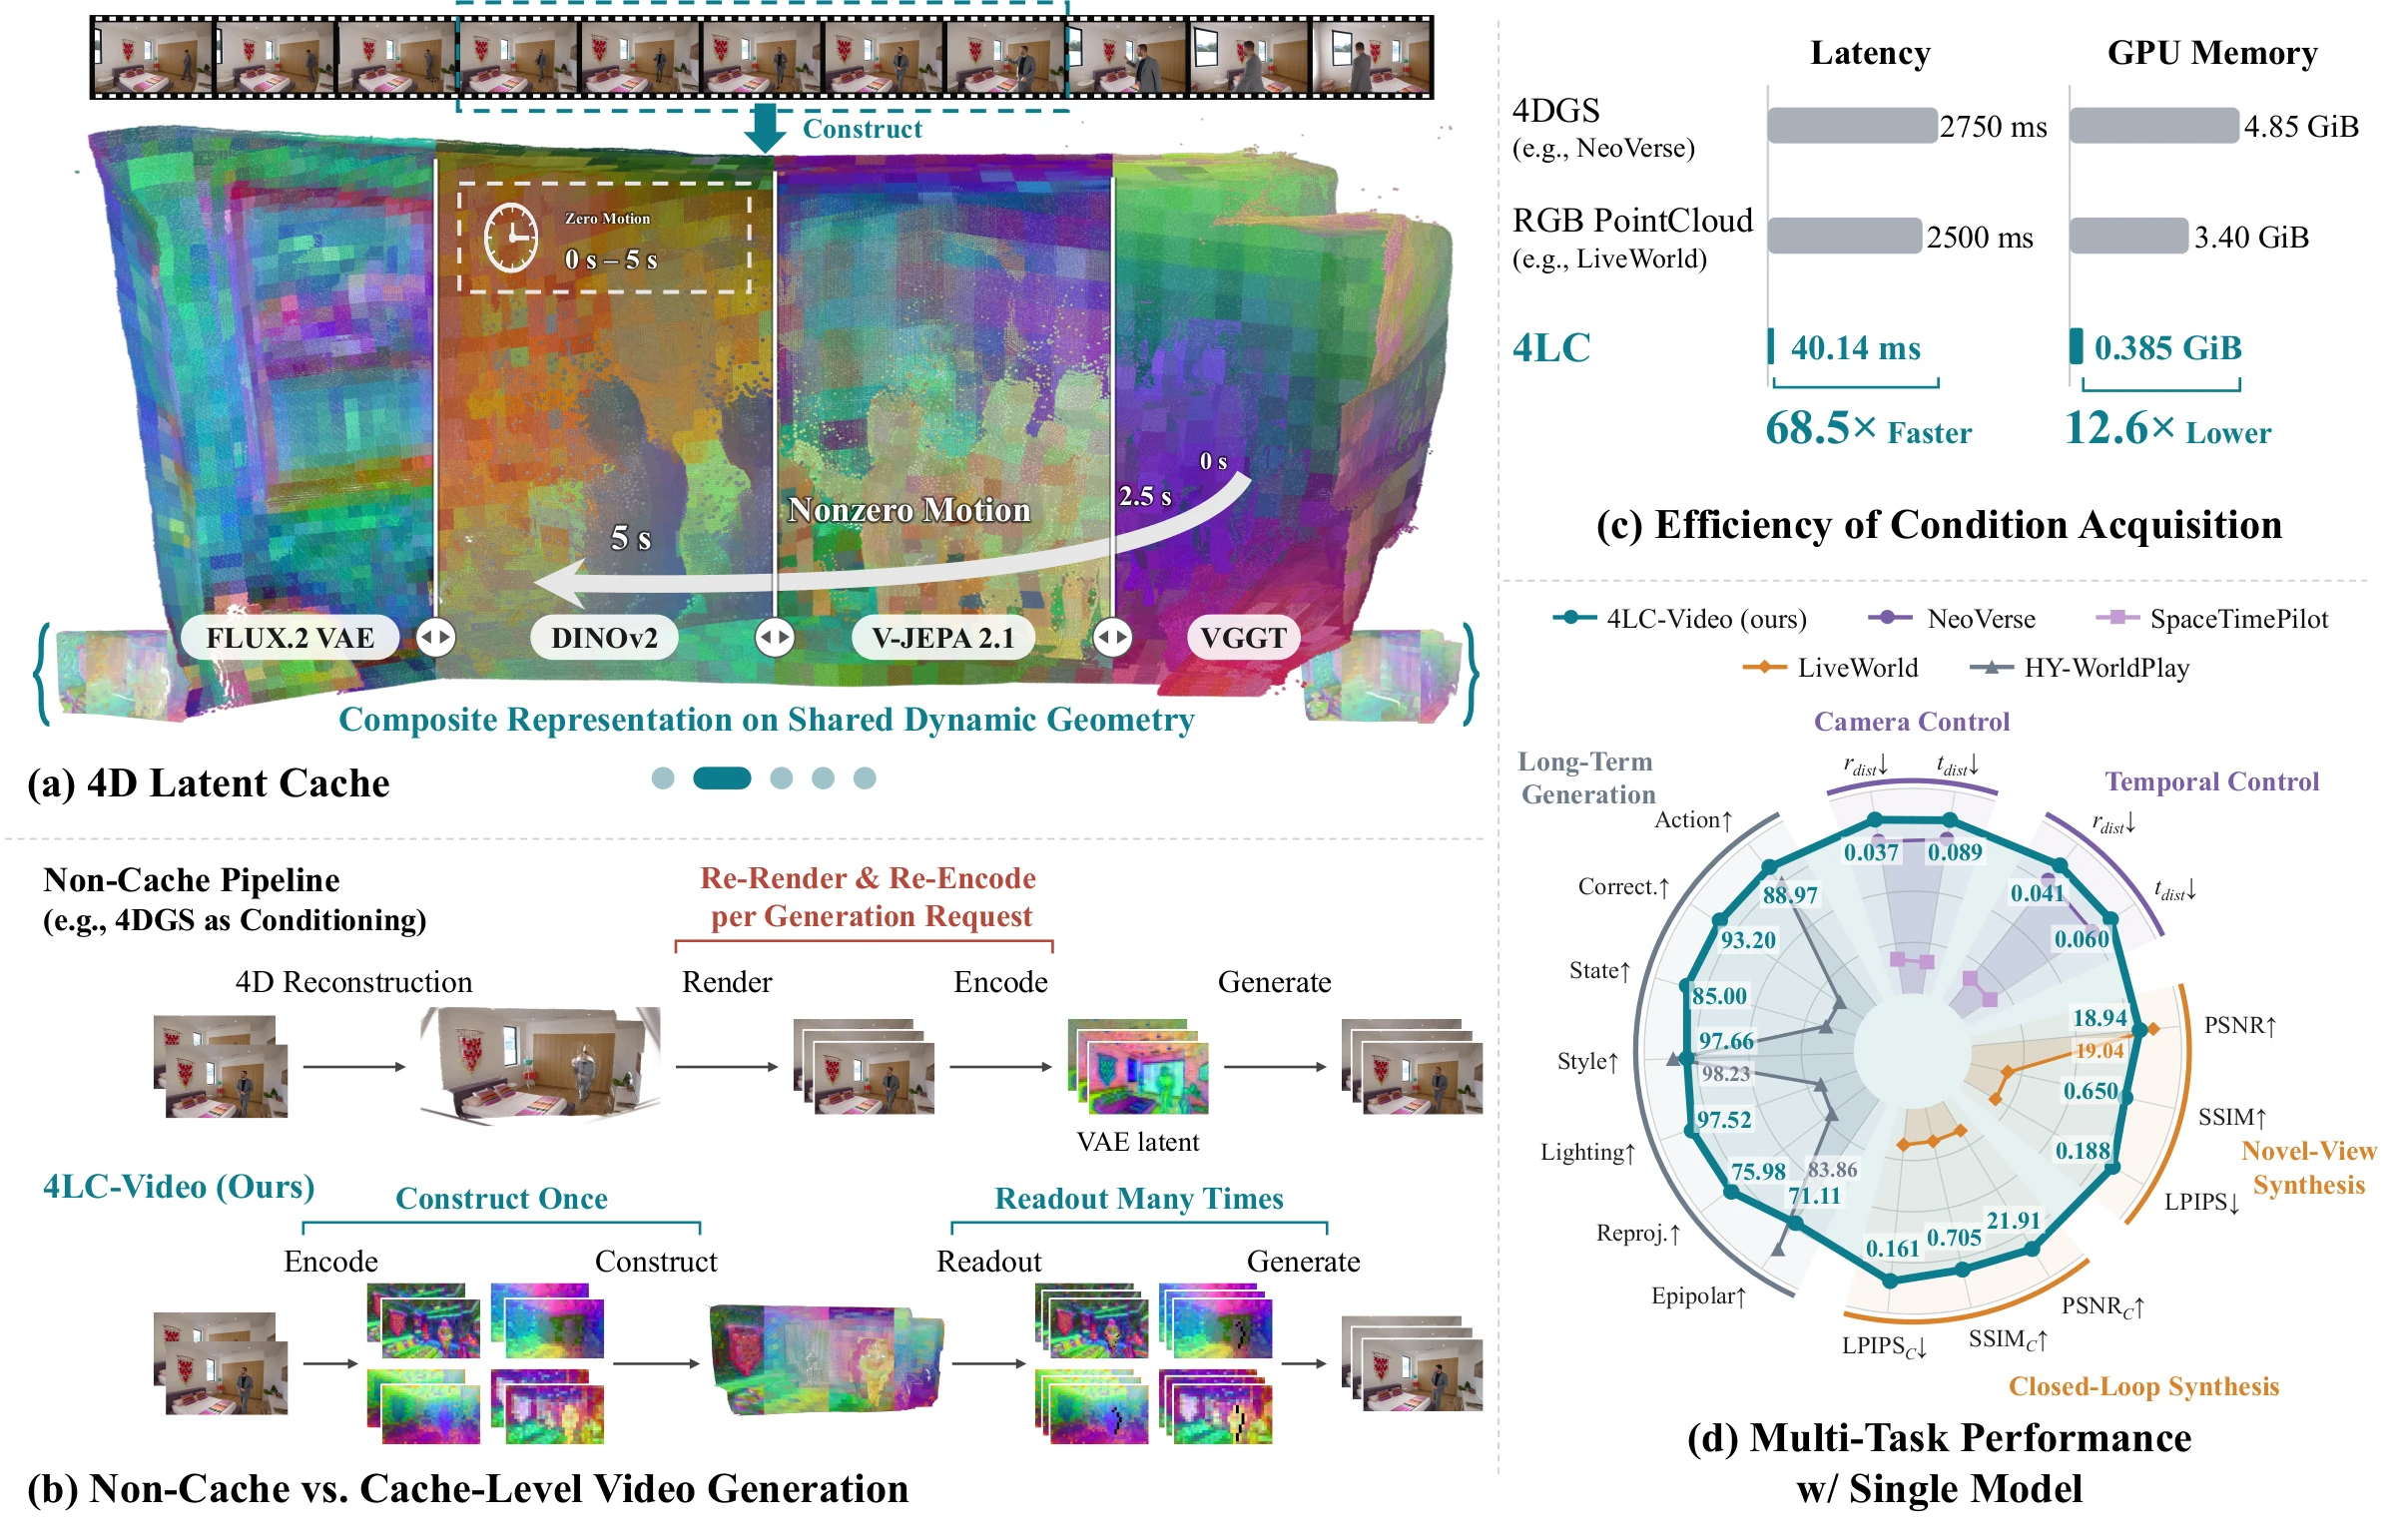 Construct
Zero Motion
0 s – 5 s
0 s
2.5 s
Nonzero Motion
5 s
FLUX.2 VAE
DINOv2
V-JEPA 2.1
VGGT
Composite Representation on Shared Dynamic Geometry
(a) 4D Latent Cache
Non-Cache Pipeline
(e.g., 4DGS as Conditioning)
Re-Render & Re-Encode
per Generation Request
4D Reconstruction
Render
Encode
Generate
VAE latent
4LC-Video (Ours)
Construct Once
Readout Many Times
Encode
Construct
Readout
Generate
(b) Non-Cache vs. Cache-Level Video Generation
Latency
GPU Memory
4DGS
(e.g., NeoVerse)
2750 ms
4.85 GiB
RGB PointCloud
(e.g., LiveWorld)
2500 ms
3.40 GiB
4LC
40.14 ms
0.385 GiB
68.5× Faster
12.6× Lower
(c) Efficiency of Condition Acquisition
4LC-Video (ours)
NeoVerse
SpaceTimePilot
LiveWorld
HY-WorldPlay
Camera Control
Long-Term
Generation
Temporal Control
r_dist↓
t_dist↓
r_dist↓
t_dist↓
Action↑
Correct.↑
State↑
Style↑
Lighting↑
Reproj.↑
Epipolar↑
0.037
0.089
0.041
0.060
88.97
93.20
85.00
97.66
98.23
97.52
75.98
83.86
71.11
18.94
19.04
0.650
0.188
21.91
0.705
0.161
PSNR↑
SSIM↑
Novel-View
Synthesis
LPIPS↓
PSNR_C↑
SSIM_C↑
LPIPS_C↓
Closed-Loop Synthesis
(d) Multi-Task Performance
w/ Single Model